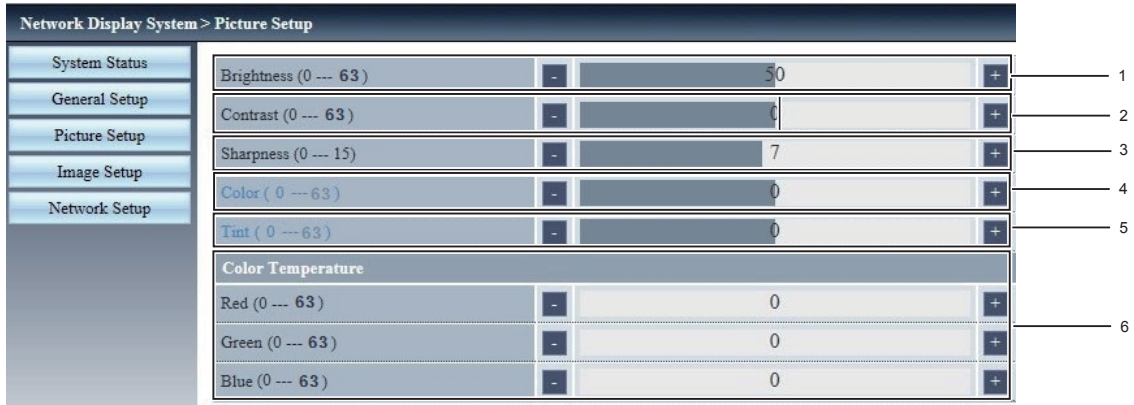 Network Display System > Picture Setup
System Status
General Setup
Picture Setup
Image Setup
Network Setup
Brightness (0 --- 63) - 50 + 1
Contrast (0 --- 63) - 0 + 2
Sharpness (0 --- 15) - 7 + 3
Color ( 0 --- 63) - 0 + 4
Tint ( 0 --- 63) - 0 + 5
Color Temperature
Red (0 --- 63) - 0 +
Green (0 --- 63) - 0 + 6
Blue (0 --- 63) - 0 +